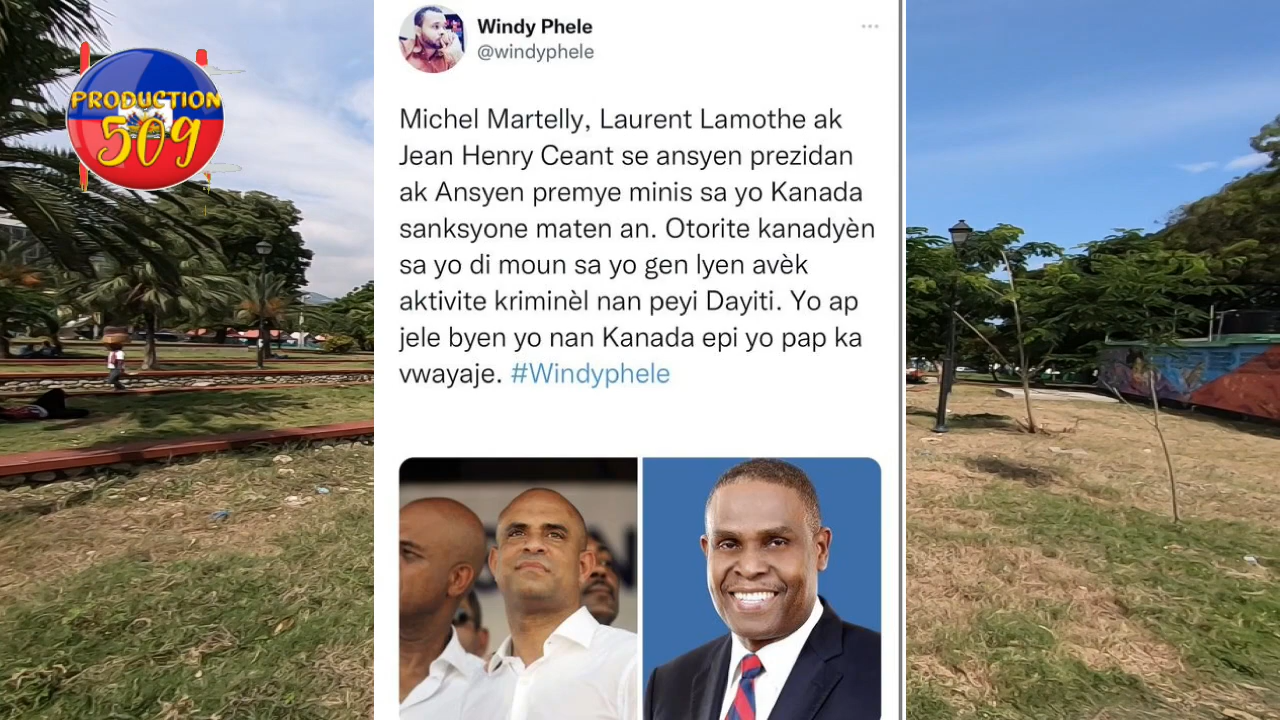 PRODUCTION
509
Windy Phele
@windyphele
Michel Martelly, Laurent Lamothe ak
Jean Henry Ceant se ansyen prezidan
ak Ansyen premye minis sa yo Kanada
sanksyone maten an. Otorite kanadyèn
sa yo di moun sa yo gen lyen avèk
aktivite kriminèl nan peyi Dayiti. Yo ap
jele byen yo nan Kanada epi yo pap ka
vwayaje. #Windyphele